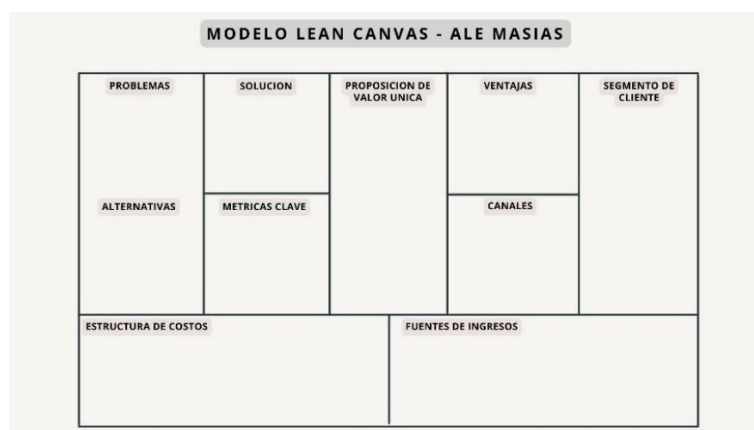 MODELO LEAN CANVAS - ALE MASIAS
PROBLEMAS
ALTERNATIVAS
SOLUCION
METRICAS CLAVE
PROPOSICION DE
VALOR UNICA
VENTAJAS
CANALES
SEGMENTO DE
CLIENTE
ESTRUCTURA DE COSTOS
FUENTES DE INGRESOS